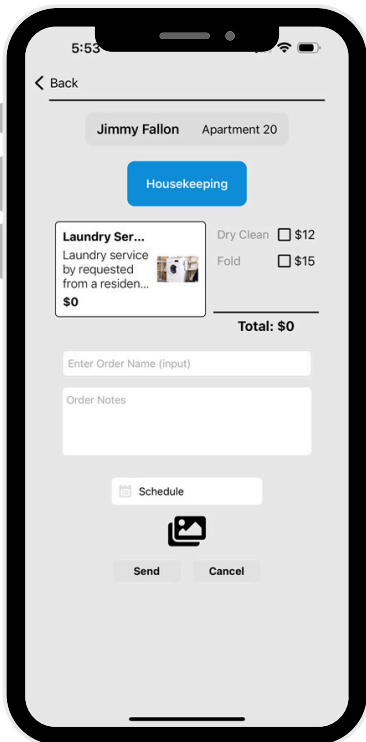 5:53
Back
Jimmy Fallon Apartment 20
Housekeeping
Laundry Ser...
Laundry service
by requested
from a residen...
$0
Dry Clean $12
Fold $15
Total: $0
Enter Order Name (input)
Order Notes
Schedule
Send Cancel